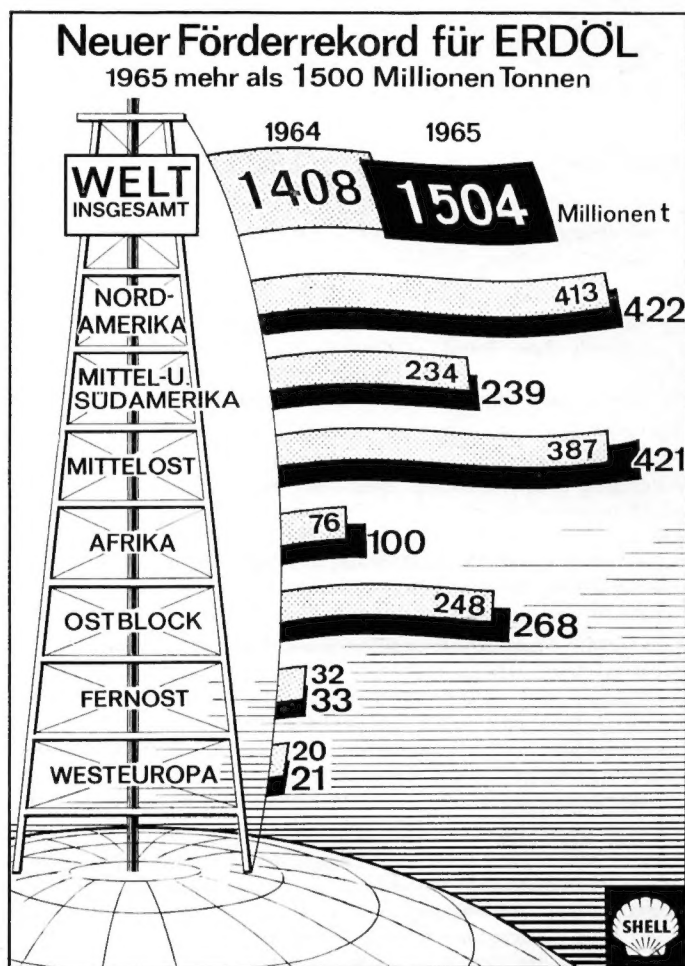 Neuer Förderrekord für ERDÖL
1965 mehr als 1500 Millionen Tonnen
1964 1965
WELT
INSGESAMT
1408 1504 Millionen t
NORD-
AMERIKA
413
422
MITTEL-U.
SÜDAMERIKA
234
239
MITTELOST
387
421
AFRIKA
76
100
OSTBLOCK
248
268
FERNOST
32
33
WESTEUROPA
20
21
SHELL